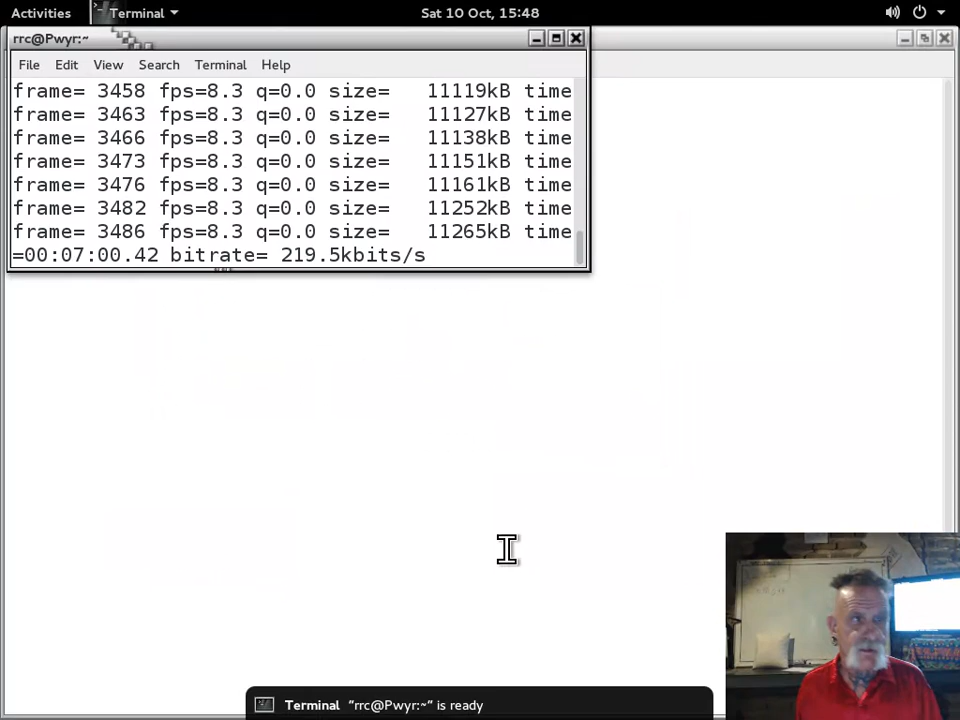 Activities Terminal Sat 10 Oct, 15:48
rrc@Pwyr:~
File Edit View Search Terminal Help
frame= 3458 fps=8.3 q=0.0 size=   11119kB time
frame= 3463 fps=8.3 q=0.0 size=   11127kB time
frame= 3466 fps=8.3 q=0.0 size=   11138kB time
frame= 3473 fps=8.3 q=0.0 size=   11151kB time
frame= 3476 fps=8.3 q=0.0 size=   11161kB time
frame= 3482 fps=8.3 q=0.0 size=   11252kB time
frame= 3486 fps=8.3 q=0.0 size=   11265kB time
=00:07:00.42 bitrate= 219.5kbits/s
Terminal "rrc@Pwyr:~" is ready